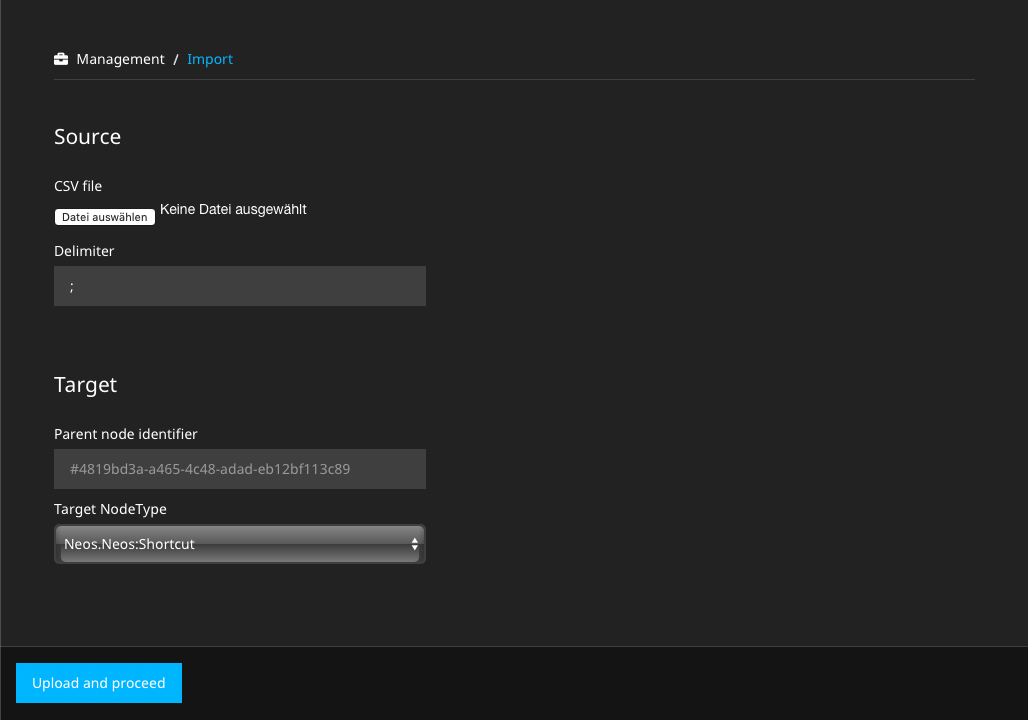 Management / Import
Source
CSV file
Datei auswählen Keine Datei ausgewählt
Delimiter
;
Target
Parent node identifier
#4819bd3a-a465-4c48-adad-eb12bf113c89
Target NodeType
Neos.Neos:Shortcut
Upload and proceed